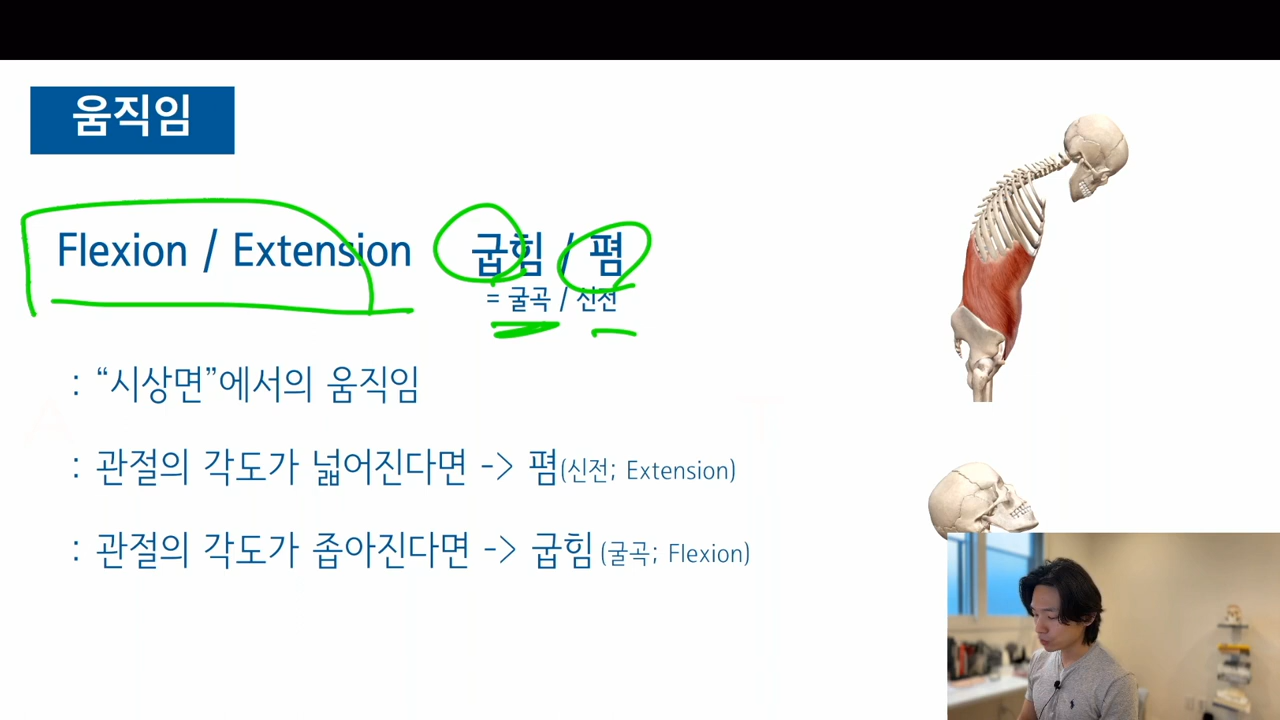 움직임
Flexion / Extension 굽힘 / 폄
= 굴곡 / 신전
: “시상면”에서의 움직임
: 관절의 각도가 넓어진다면 -> 폄(신전; Extension)
: 관절의 각도가 좁아진다면 -> 굽힘 (굴곡; Flexion)